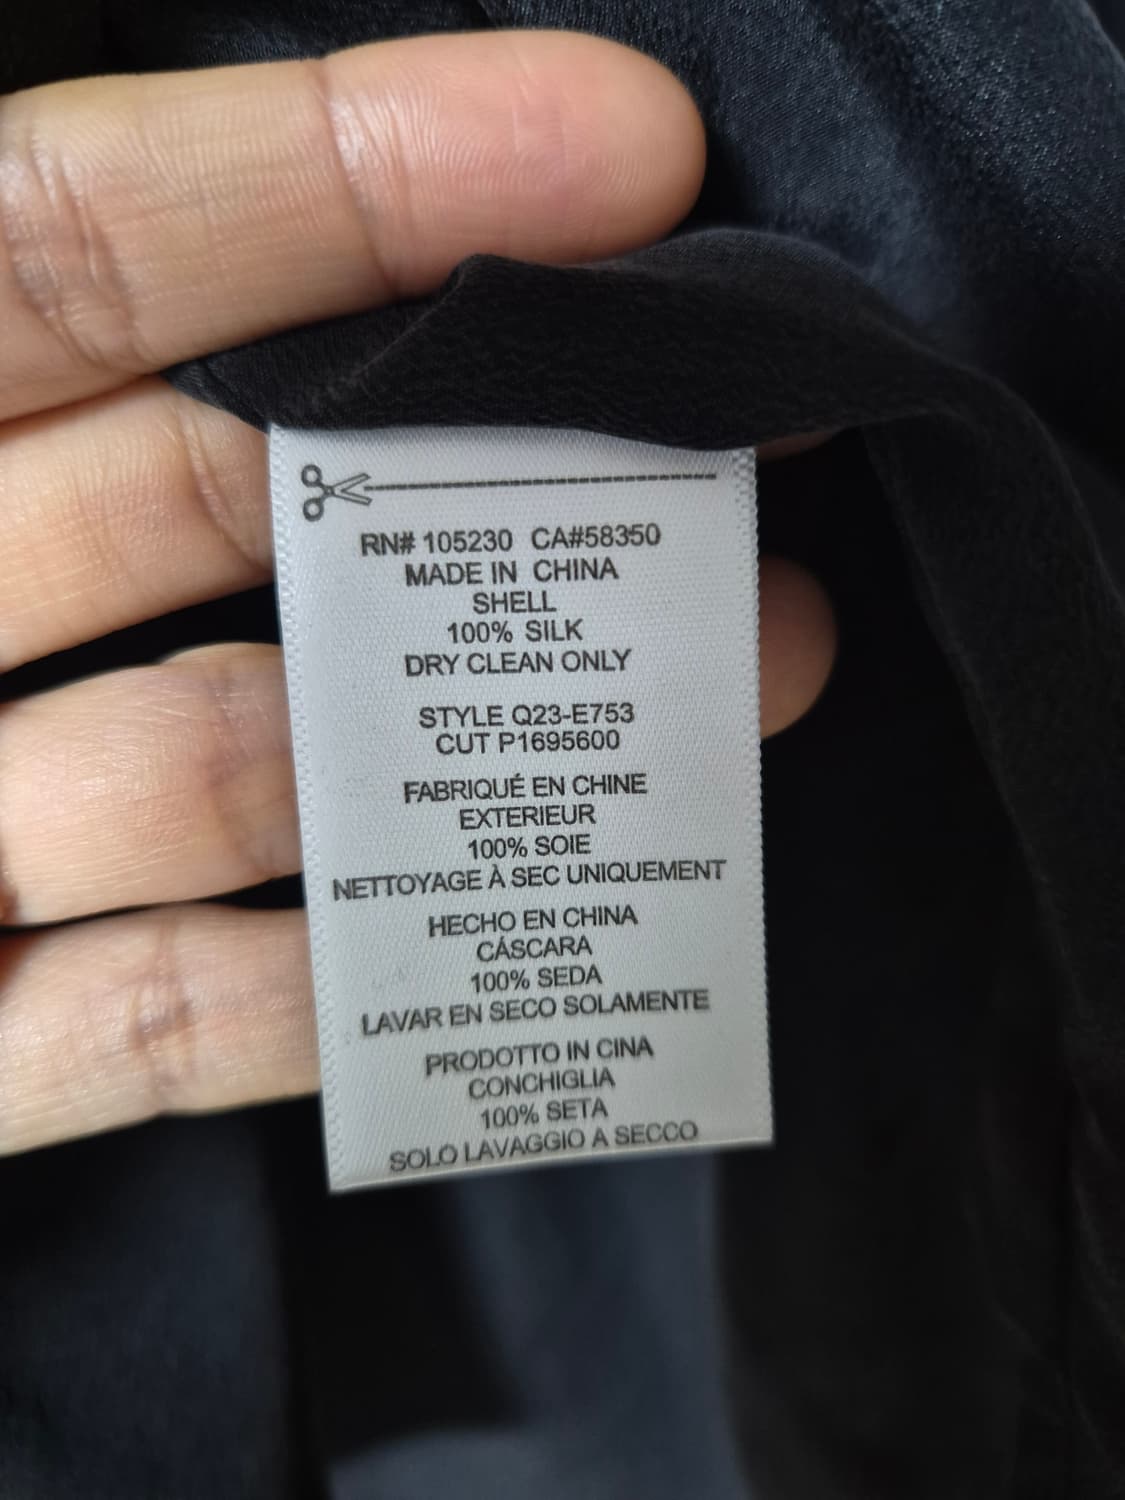 RN# 105230 CA#58350
MADE IN CHINA
SHELL
100% SILK
DRY CLEAN ONLY
STYLE Q23-E753
CUT P1695600
FABRIQUÉ EN CHINE
EXTERIEUR
100% SOIE
NETTOYAGE À SEC UNIQUEMENT
HECHO EN CHINA
CÁSCARA
100% SEDA
LAVAR EN SECO SOLAMENTE
PRODOTTO IN CINA
CONCHIGLIA
100% SETA
SOLO LAVAGGIO A SECCO